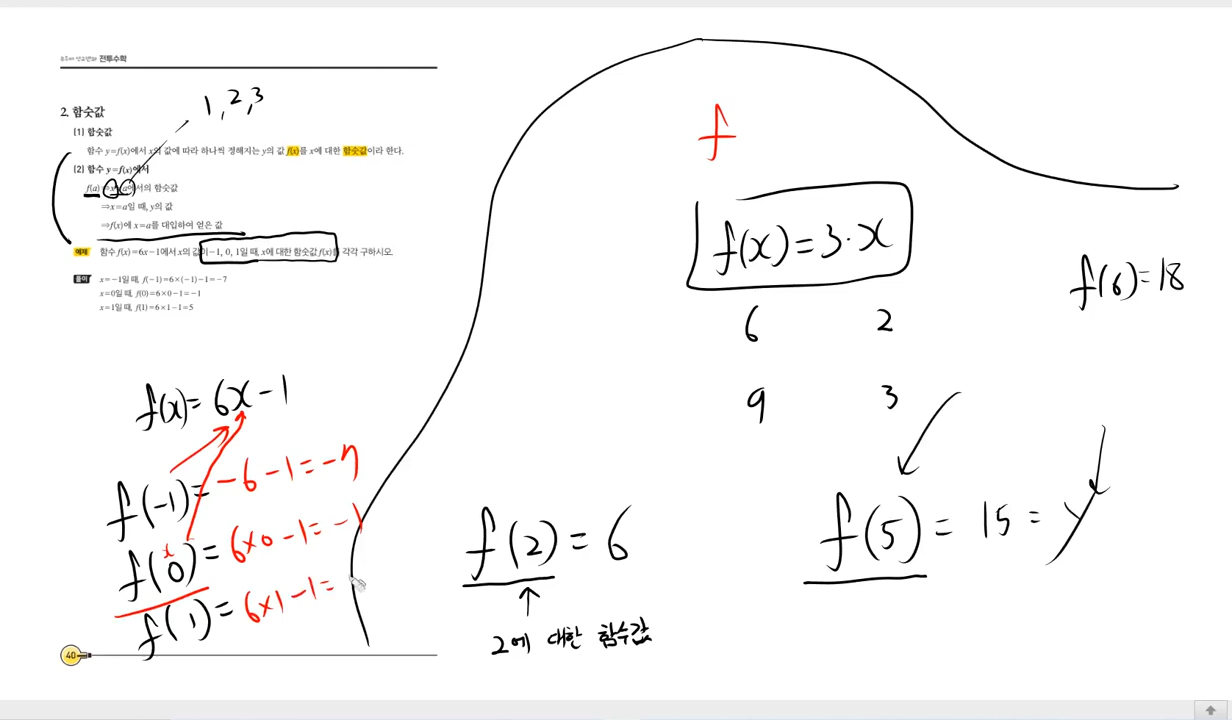 전투수학
2. 함숫값
(1) 함숫값
함수 y=f(x)에서 x의 값에 따라 하나씩 정해지는 y의 값 f(x)를 x에 대한 함숫값이라 한다.
(2) 함수 y=f(x)에서
f(a)⇒x=a에서의 함숫값
⇒x=a일 때, y의 값
⇒f(x)에 x=a를 대입하여 얻은 값
예제 함수 f(x)=6x−1에서 x의 값이 −1, 0, 1일 때, x에 대한 함숫값 f(x)를 각각 구하시오.
풀이 x=−1일 때, f(−1)=6×(−1)−1=−7
x=0일 때, f(0)=6×0−1=−1
x=1일 때, f(1)=6×1−1=5
1, 2, 3
f(x)=6x−1
f(−1)=−6−1=−7
x
f(0)=6×0−1=−1
f(1)=6×1−1=
40
f
f(x)=3·x
6 2
9 3
f(6)=18
f(2)=6
2에 대한 함수값
f(5)=15=y